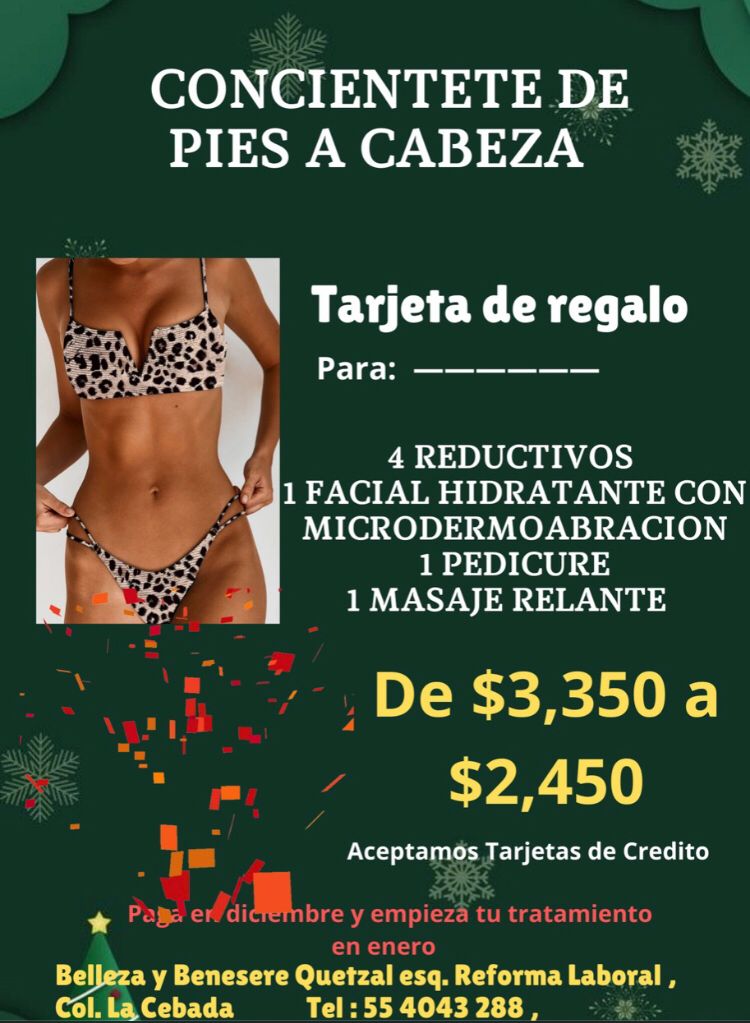 CONCIENTETE DE
PIES A CABEZA
Tarjeta de regalo
Para: ——————
4 REDUCTIVOS
1 FACIAL HIDRATANTE CON
MICRODERMOABRACION
1 PEDICURE
1 MASAJE RELANTE
De $3,350 a
$2,450
Aceptamos Tarjetas de Credito
Paga en diciembre y empieza tu tratamiento
en enero
Belleza y Benesere Quetzal esq. Reforma Laboral ,
Col. La Cebada Tel : 55 4043 288 ,